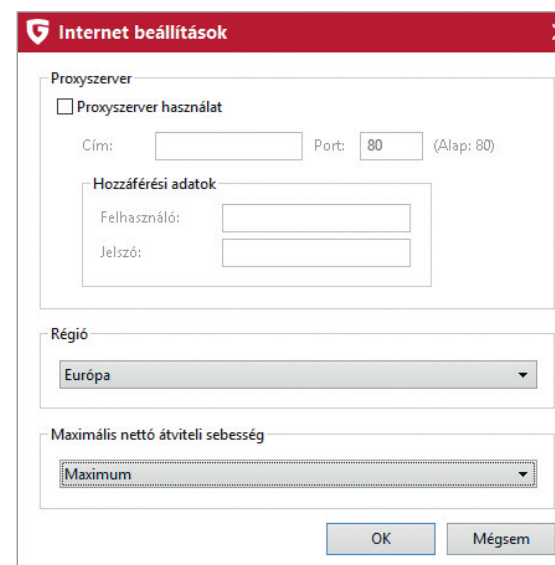 Internet beállítások
Proxyszerver
Proxyszerver használat
Cím: Port: 80 (Alap: 80)
Hozzáférési adatok
Felhasználó:
Jelszó:
Régió
Európa
Maximális nettó átviteli sebesség
Maximum
OK Mégsem